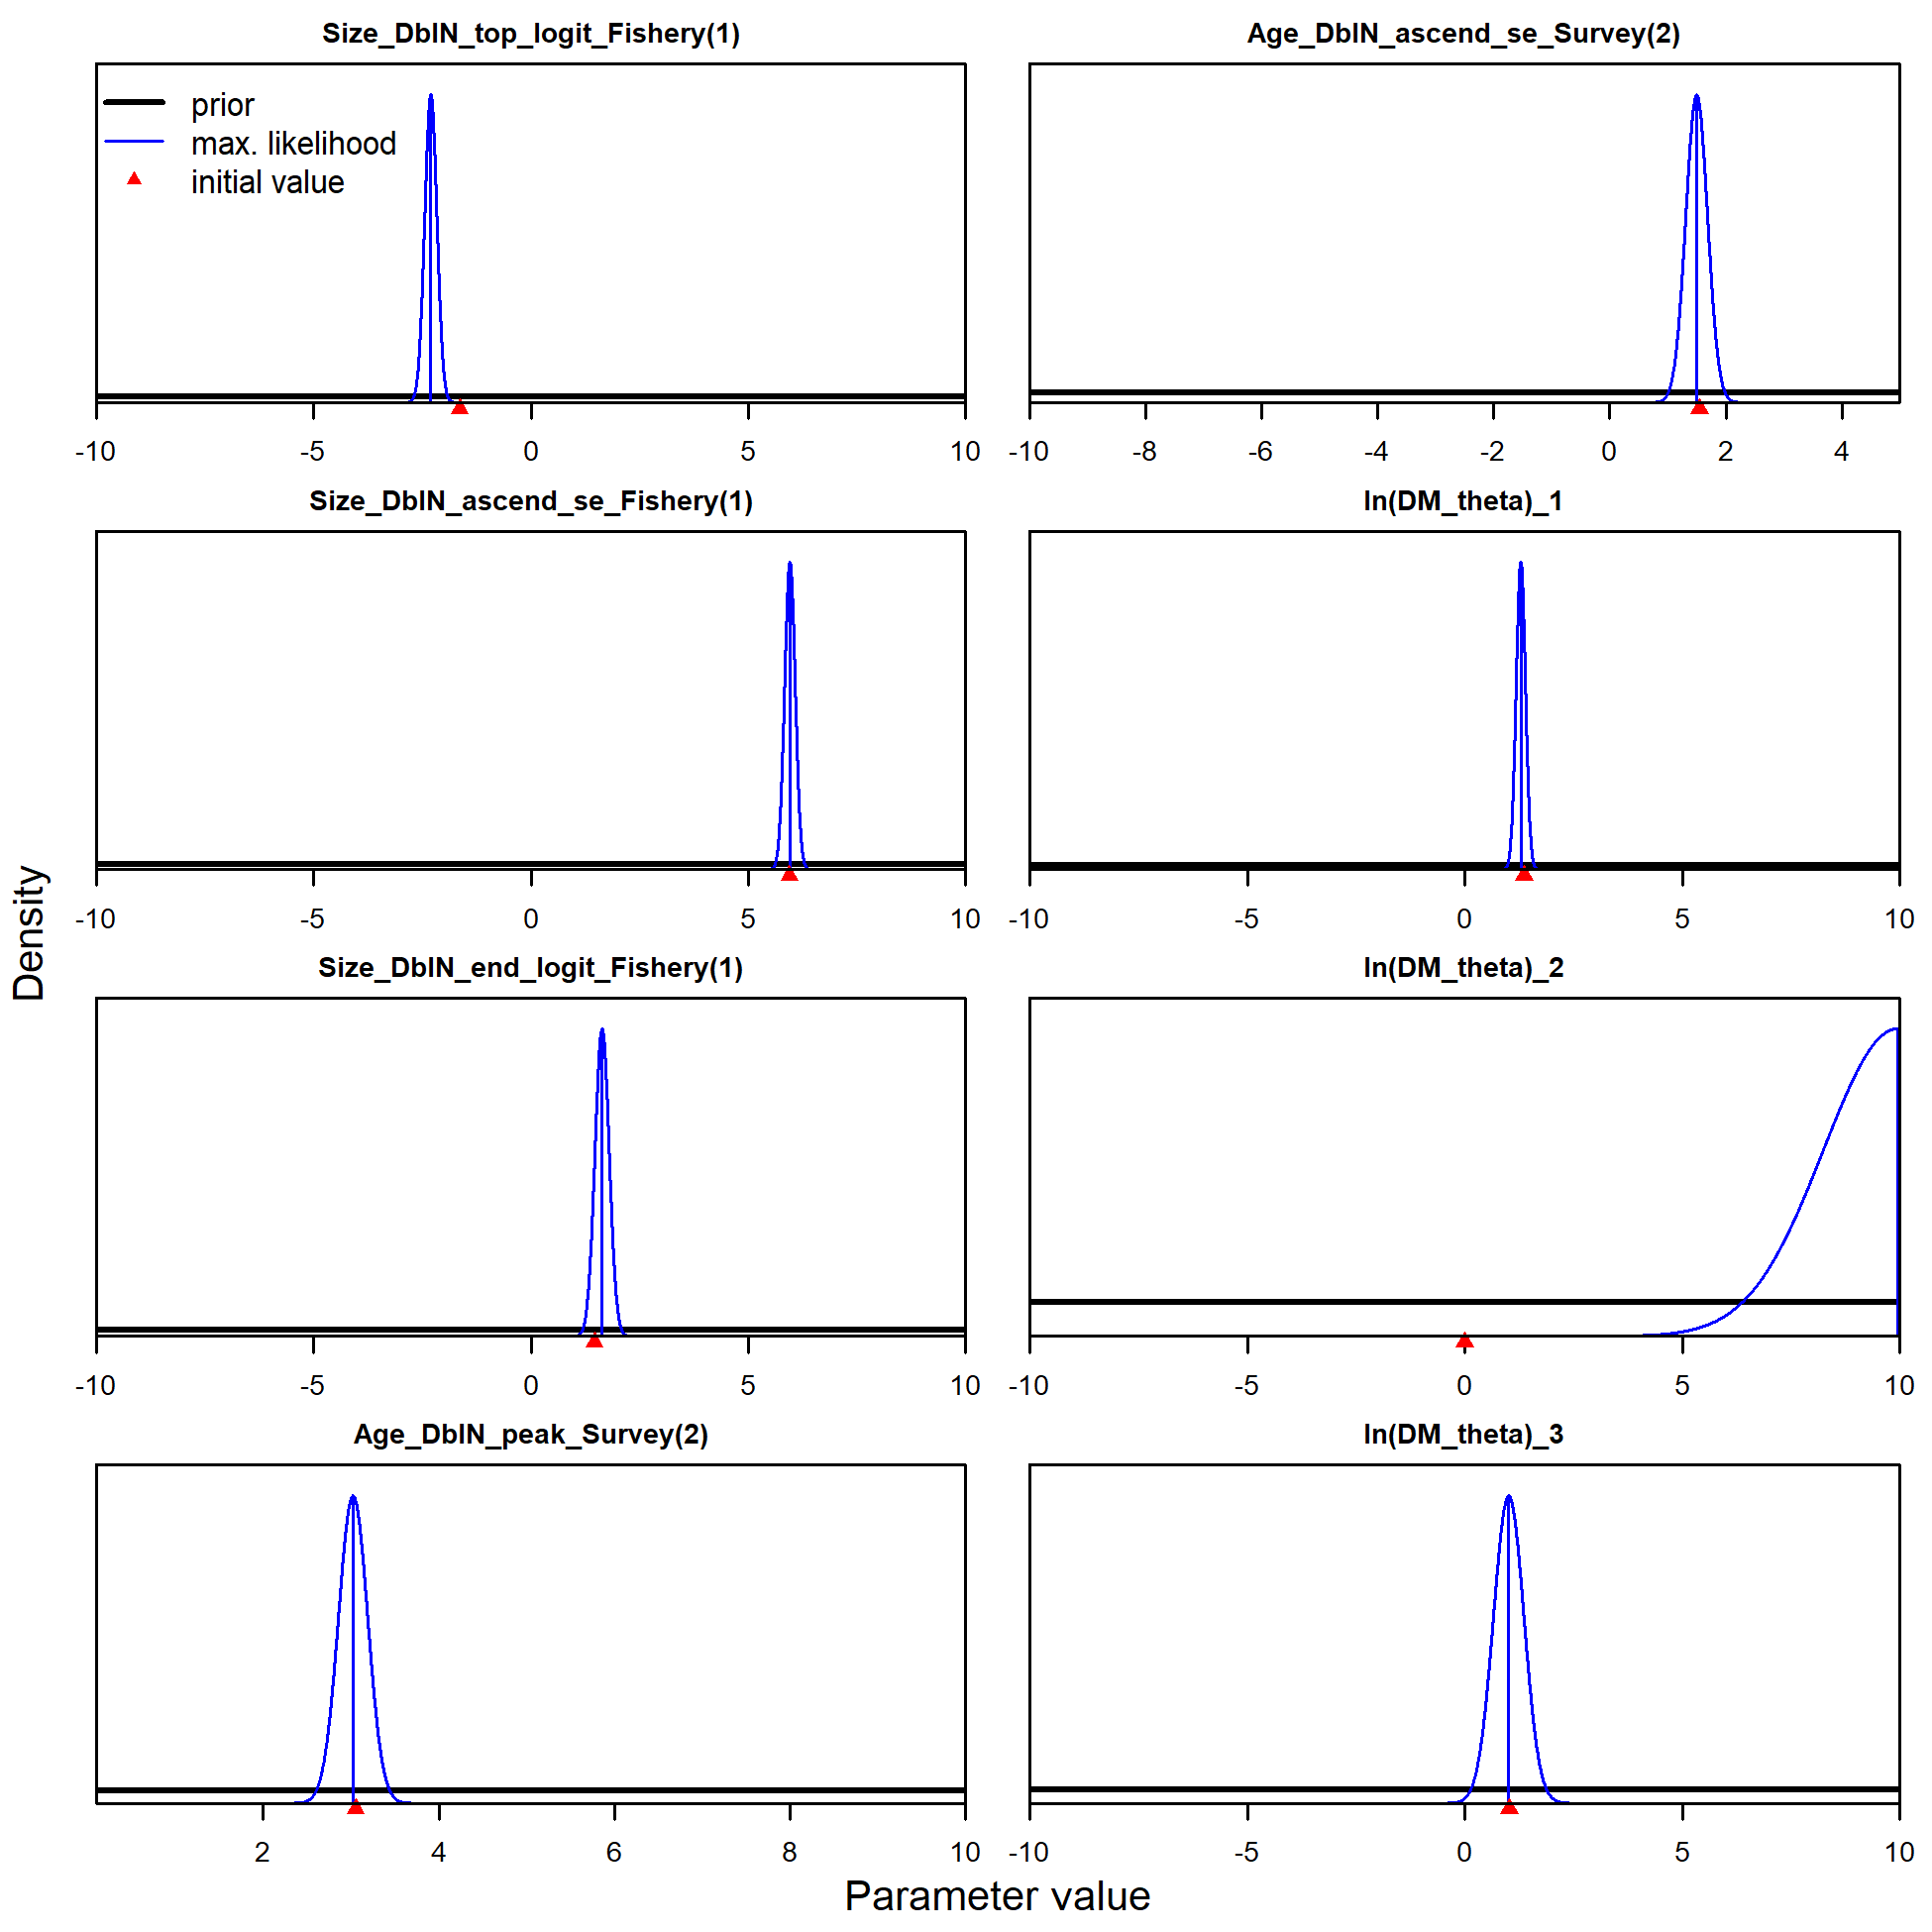 Size_DblN_top_logit_Fishery(1)
prior
max. likelihood
initial value
-10 -5 0 5 10
Age_DblN_ascend_se_Survey(2)
-10 -8 -6 -4 -2 0 2 4
Size_DblN_ascend_se_Fishery(1)
-10 -5 0 5 10
ln(DM_theta)_1
-10 -5 0 5 10
Size_DblN_end_logit_Fishery(1)
-10 -5 0 5 10
ln(DM_theta)_2
-10 -5 0 5 10
Age_DblN_peak_Survey(2)
2 4 6 8 10
ln(DM_theta)_3
-10 -5 0 5 10
Density
Parameter value